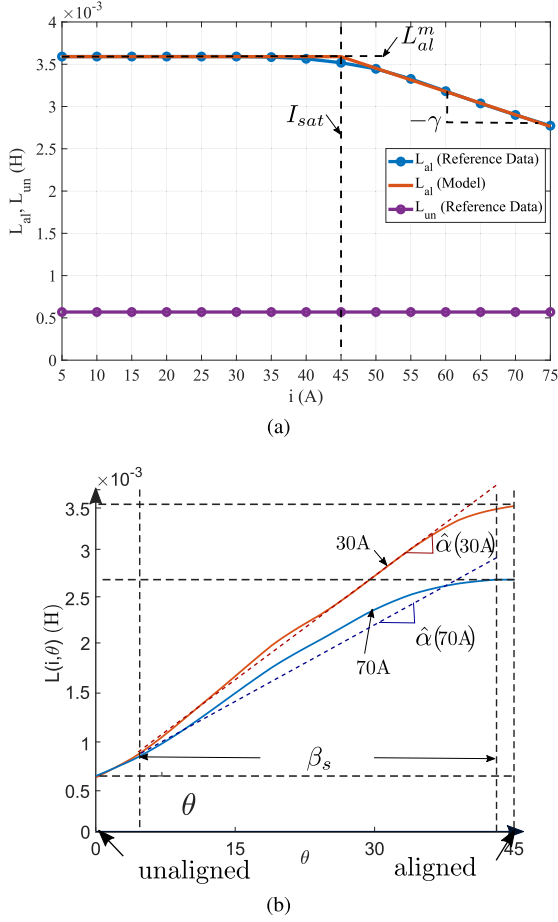 ×10⁻³
4
3.5
3
2.5
2
1.5
1
0.5
0
L_al, L_un (H)
L_al^m
I_sat
−γ
L_al (Reference Data)
L_al (Model)
L_un (Reference Data)
5 10 15 20 25 30 35 40 45 50 55 60 65 70 75
i (A)
(a)
×10⁻³
3.5
3
2.5
2
1.5
1
0.5
0
L(i,θ) (H)
30A
α̂(30A)
70A
α̂(70A)
β_s
θ
0 15 30 45
θ
unaligned
aligned
(b)